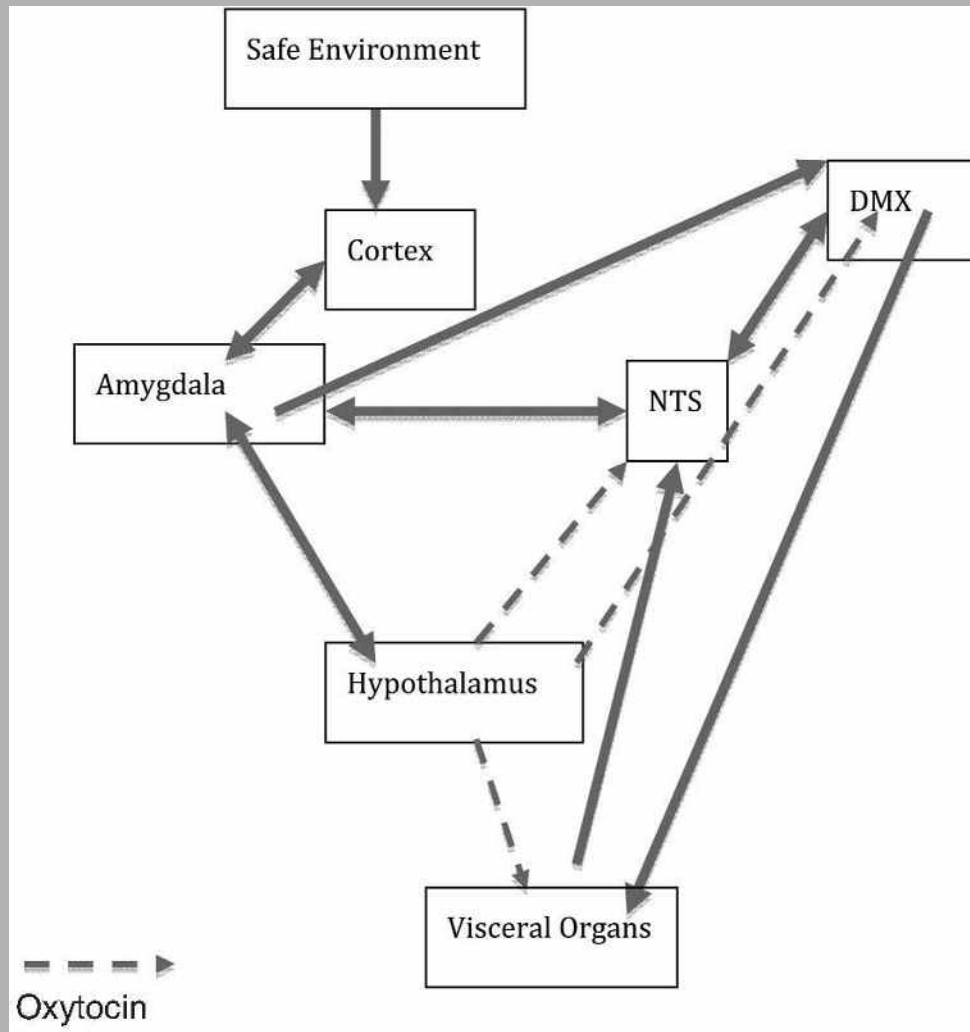 Safe Environment
DMX
Cortex
Amygdala
NTS
Hypothalamus
Visceral Organs
Oxytocin